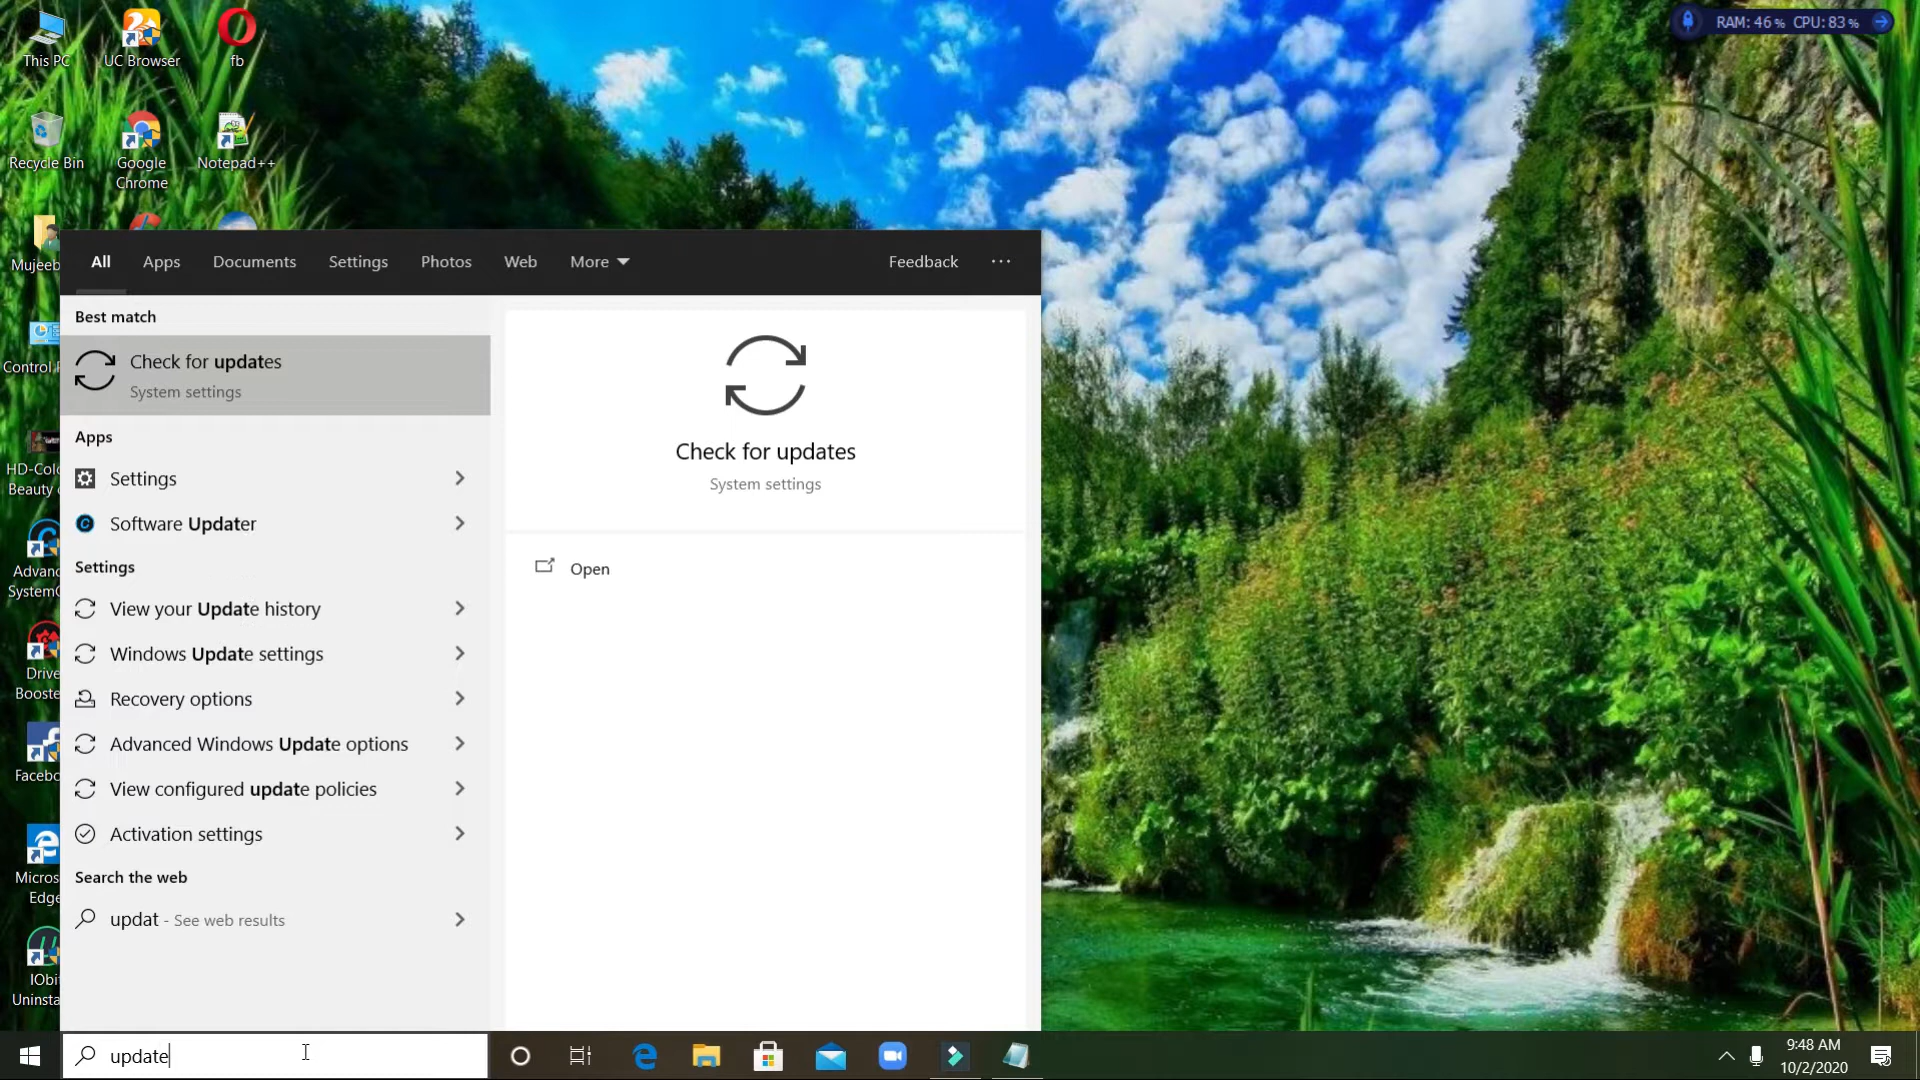 This PC
UC Browser
fb
RAM: 46 % CPU: 83 %
Recycle Bin
Google
Chrome
Notepad++
Mujeeb
Control
HD-Colo
Beauty
Advan
System
Drive
Booste
Facebo
Micros
Edge
IObi
Uninsta
All
Apps
Documents
Settings
Photos
Web
More
Feedback
Best match
Check for updates
System settings
Apps
Settings
Software Updater
Settings
View your Update history
Windows Update settings
Recovery options
Advanced Windows Update options
View configured update policies
Activation settings
Search the web
updat - See web results
Check for updates
System settings
Open
update
9:48 AM
10/2/2020